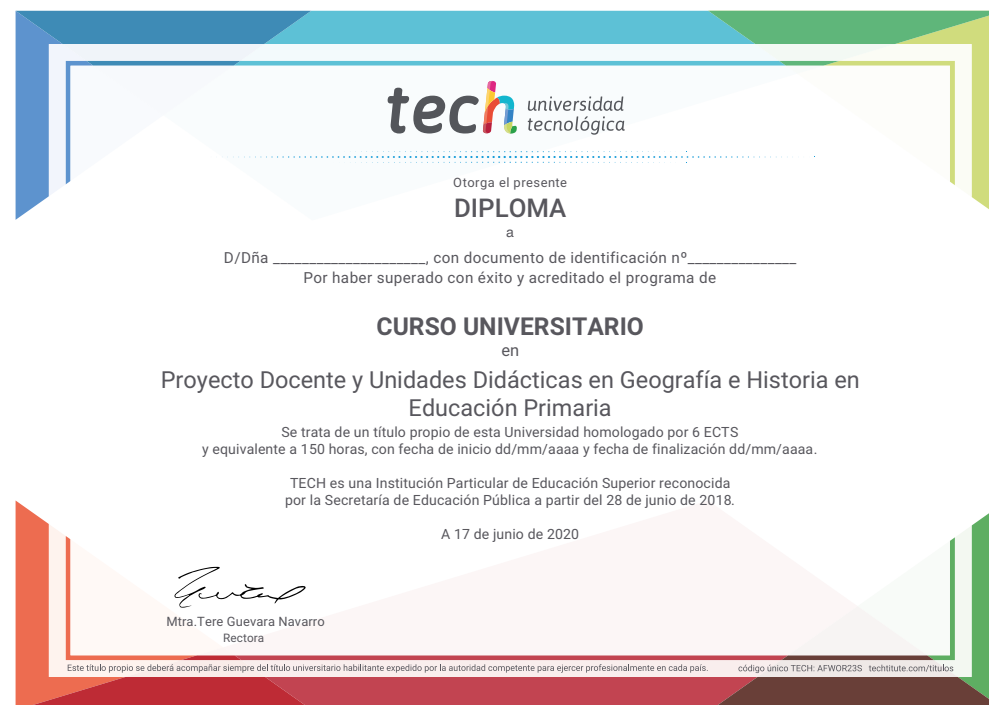 tech universidad
tecnológica
Otorga el presente
DIPLOMA
a
D/Dña _____________________, con documento de identificación nº_______________
Por haber superado con éxito y acreditado el programa de
CURSO UNIVERSITARIO
en
Proyecto Docente y Unidades Didácticas en Geografía e Historia en
Educación Primaria
Se trata de un título propio de esta Universidad homologado por 6 ECTS
y equivalente a 150 horas, con fecha de inicio dd/mm/aaaa y fecha de finalización dd/mm/aaaa.
TECH es una Institución Particular de Educación Superior reconocida
por la Secretaría de Educación Pública a partir del 28 de junio de 2018.
A 17 de junio de 2020
Mtra.Tere Guevara Navarro
Rectora
Este título propio se deberá acompañar siempre del título universitario habilitante expedido por la autoridad competente para ejercer profesionalmente en cada país. código único TECH: AFWOR23S techtitute.com/titulos